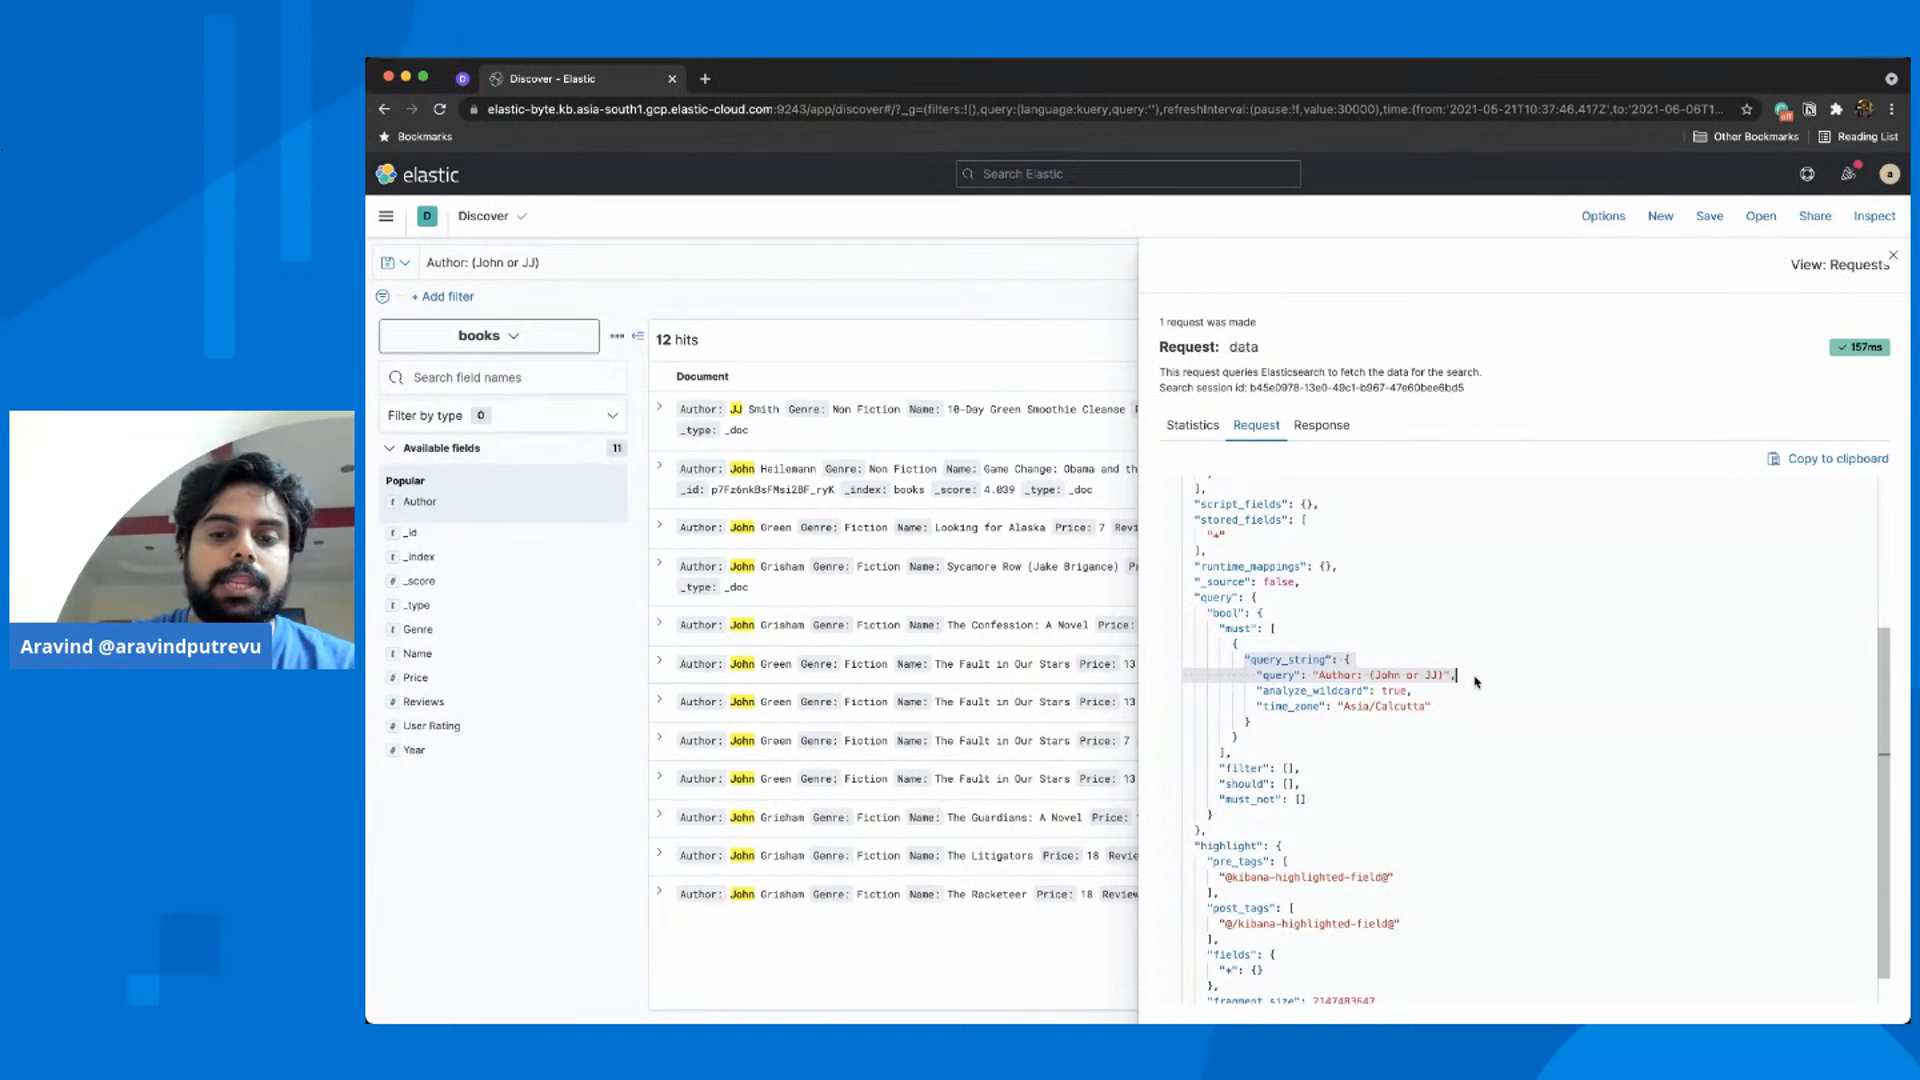 Discover - Elastic
elastic-byte.kb.asia-south1.gcp.elastic-cloud.com:9243/app/discover#/?_g=(filters:!(),query:(language:kuery,query:''),refreshInterval:(pause:!f,value:30000),time:(from:'2021-05-21T10:37:46.417Z',to:'2021-06-06T1...
Bookmarks
Other Bookmarks
Reading List
elastic
Search Elastic
a
D
Discover
Options New Save Open Share Inspect
Author: (John or JJ)
+ Add filter
books
Search field names
Filter by type 0
Available fields 11
Popular
t Author
t _id
t _index
# _score
t _type
t Genre
t Name
# Price
# Reviews
# User Rating
# Year
12 hits
Document
Author: JJ Smith Genre: Non Fiction Name: 10-Day Green Smoothie Cleanse
_type: _doc
Author: John Heilemann Genre: Non Fiction Name: Game Change: Obama and th
_id: p7Fz6nkBsFMsi2BF_ryK _index: books _score: 4.039 _type: _doc
Author: John Green Genre: Fiction Name: Looking for Alaska Price: 7 Revi
Author: John Grisham Genre: Fiction Name: Sycamore Row (Jake Brigance)
_type: _doc
Author: John Grisham Genre: Fiction Name: The Confession: A Novel Price:
Author: John Green Genre: Fiction Name: The Fault in Our Stars Price: 13
Author: John Green Genre: Fiction Name: The Fault in Our Stars Price: 13
Author: John Green Genre: Fiction Name: The Fault in Our Stars Price: 7
Author: John Green Genre: Fiction Name: The Fault in Our Stars Price: 13
Author: John Grisham Genre: Fiction Name: The Guardians: A Novel Price:
Author: John Grisham Genre: Fiction Name: The Litigators Price: 18 Revie
Author: John Grisham Genre: Fiction Name: The Racketeer Price: 18 Review
View: Requests
1 request was made
Request: data
157ms
This request queries Elasticsearch to fetch the data for the search.
Search session id: b45e0978-13e0-49c1-b967-47e60bee6bd5
Statistics Request Response
Copy to clipboard
],
"script_fields": {},
"stored_fields": [
"*"
],
"runtime_mappings": {},
"_source": false,
"query": {
"bool": {
"must": [
{
"query_string": {
"query": "Author: (John or JJ)",
"analyze_wildcard": true,
"time_zone": "Asia/Calcutta"
}
}
],
"filter": [],
"should": [],
"must_not": []
}
},
"highlight": {
"pre_tags": [
"@kibana-highlighted-field@"
],
"post_tags": [
"@/kibana-highlighted-field@"
],
"fields": {
"*": {}
},
"fragment_size": 2147483647
Aravind @aravindputrevu